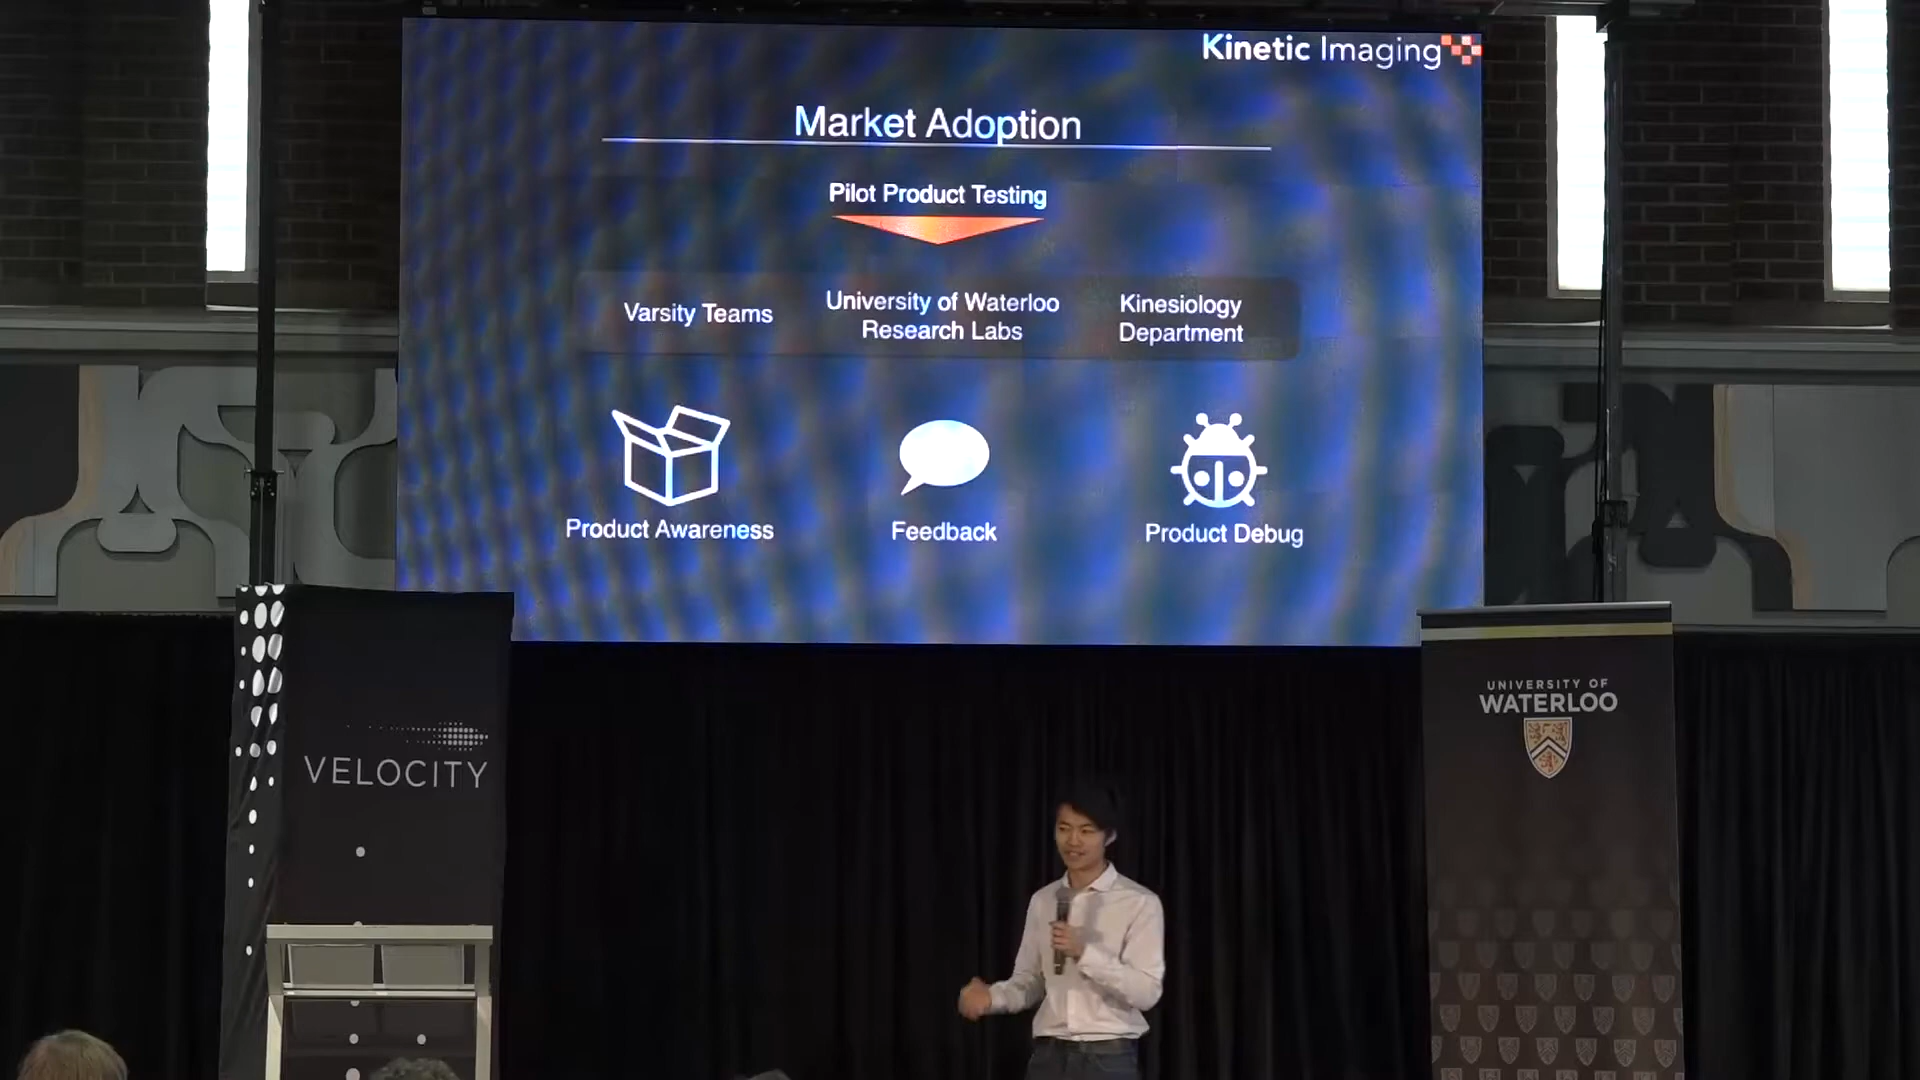 Kinetic Imaging
Market Adoption
Pilot Product Testing
Varsity Teams
University of Waterloo
Research Labs
Kinesiology
Department
Product Awareness
Feedback
Product Debug
VELOCITY
UNIVERSITY OF
WATERLOO